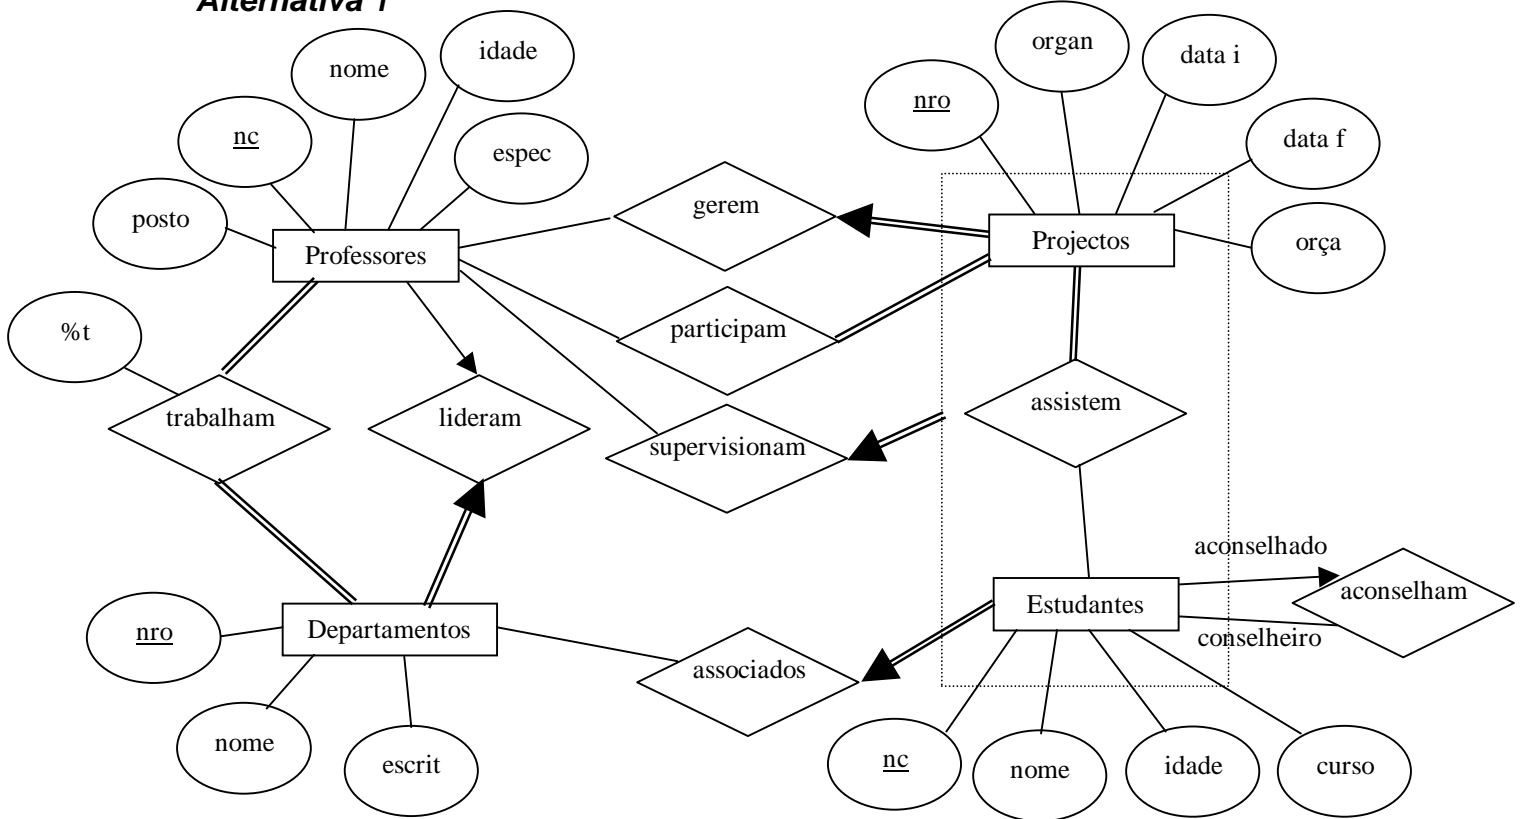 Alternativa 1
organ
idade
data i
nome
nro
nc
data f
espec
gerem
posto
Projectos
orça
Professores
participam
%t
assistem
trabalham
lideram
supervisionam
aconselhado
aconselham
Estudantes
Departamentos
nro
conselheiro
associados
nome
escrit
nc
nome
idade
curso